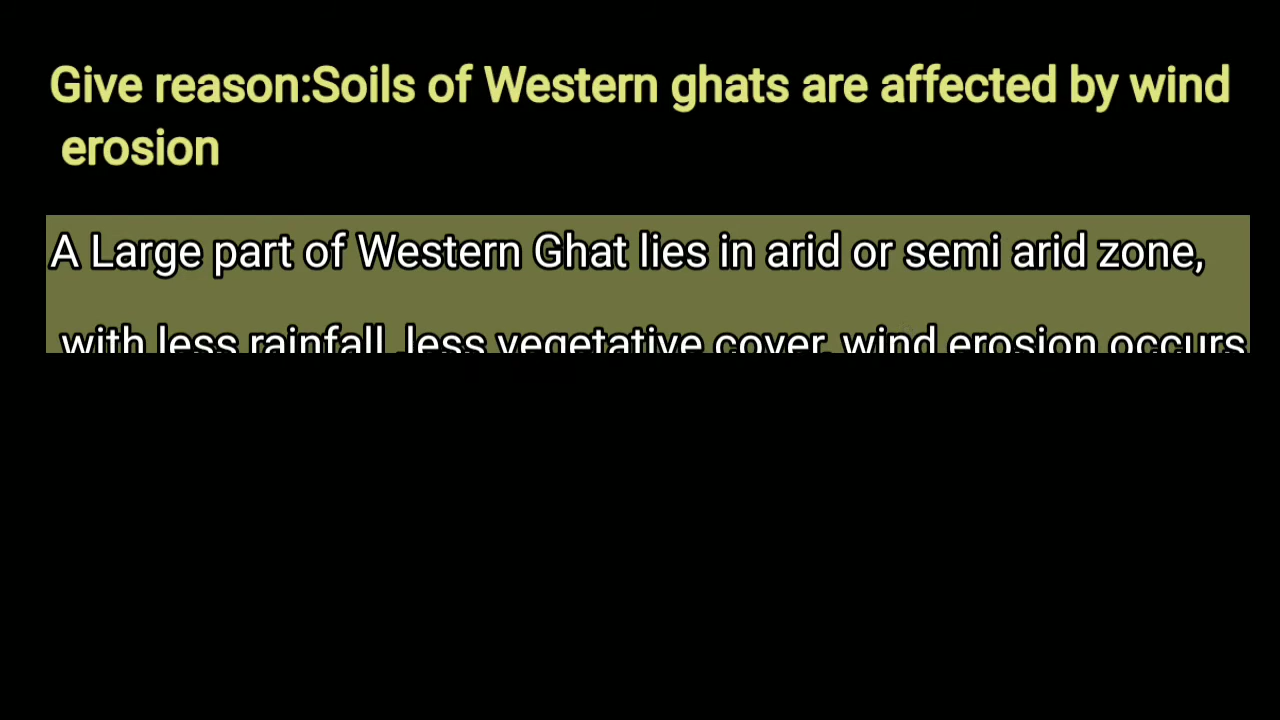 Give reason:Soils of Western ghats are affected by wind
erosion
A Large part of Western Ghat lies in arid or semi arid zone,
with less rainfall ,less vegetative cover, wind erosion occurs